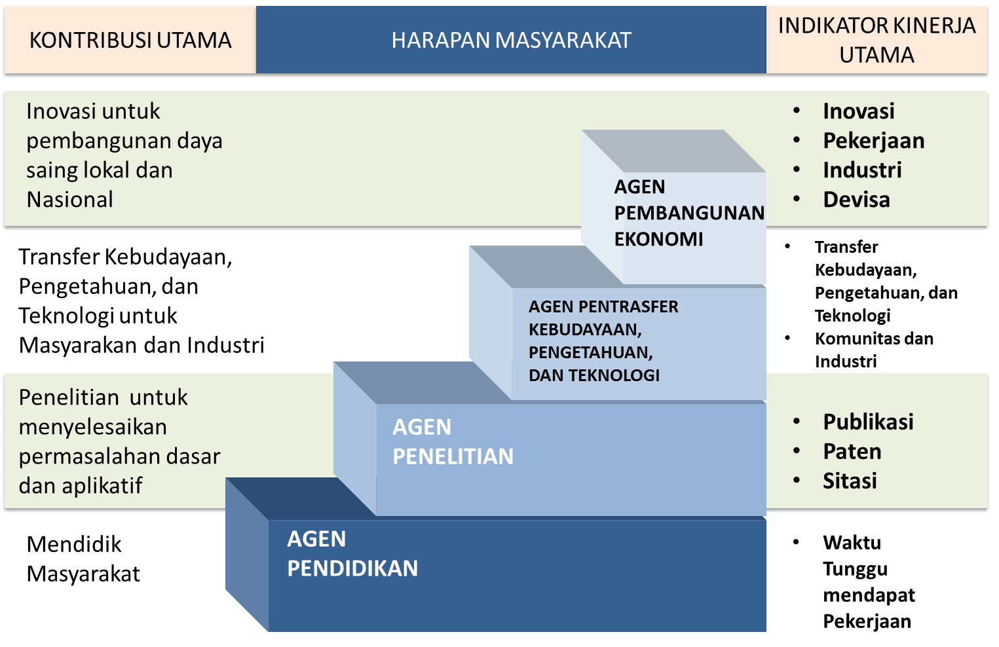 KONTRIBUSI UTAMA
HARAPAN MASYARAKAT
INDIKATOR KINERJA
UTAMA
Inovasi untuk
pembangunan daya
saing lokal dan
Nasional
AGEN
PEMBANGUNAN
EKONOMI
• Inovasi
• Pekerjaan
• Industri
• Devisa
Transfer Kebudayaan,
Pengetahuan, dan
Teknologi untuk
Masyarakan dan Industri
AGEN PENTRASFER
KEBUDAYAAN,
PENGETAHUAN,
DAN TEKNOLOGI
• Transfer
Kebudayaan,
Pengetahuan, dan
Teknologi
• Komunitas dan
Industri
Penelitian untuk
menyelesaikan
permasalahan dasar
dan aplikatif
AGEN
PENELITIAN
• Publikasi
• Paten
• Sitasi
Mendidik
Masyarakat
AGEN
PENDIDIKAN
• Waktu
Tunggu
mendapat
Pekerjaan